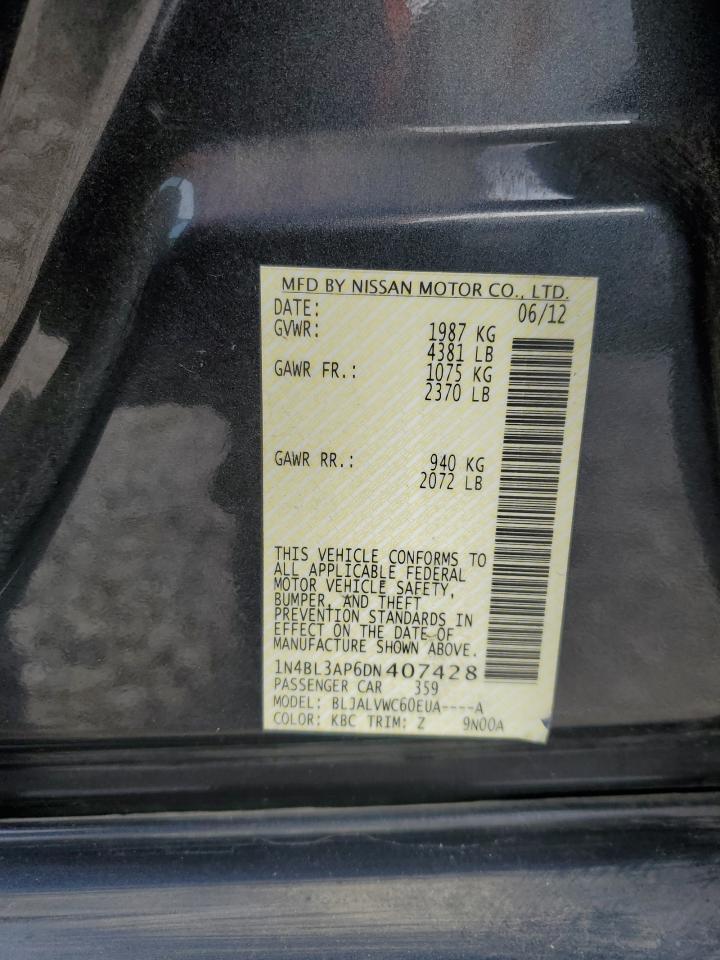 MFD BY NISSAN MOTOR CO., LTD.
DATE: 06/12
GVWR: 1987 KG
4381 LB
GAWR FR.: 1075 KG
2370 LB
GAWR RR.: 940 KG
2072 LB
THIS VEHICLE CONFORMS TO
ALL APPLICABLE FEDERAL
MOTOR VEHICLE SAFETY,
BUMPER, AND THEFT
PREVENTION STANDARDS IN
EFFECT ON THE DATE OF
MANUFACTURE SHOWN ABOVE.
1N4BL3AP6DN407428
PASSENGER CAR 359
MODEL: BLJALVWC60EUA----A
COLOR: KBC TRIM: Z 9N00A